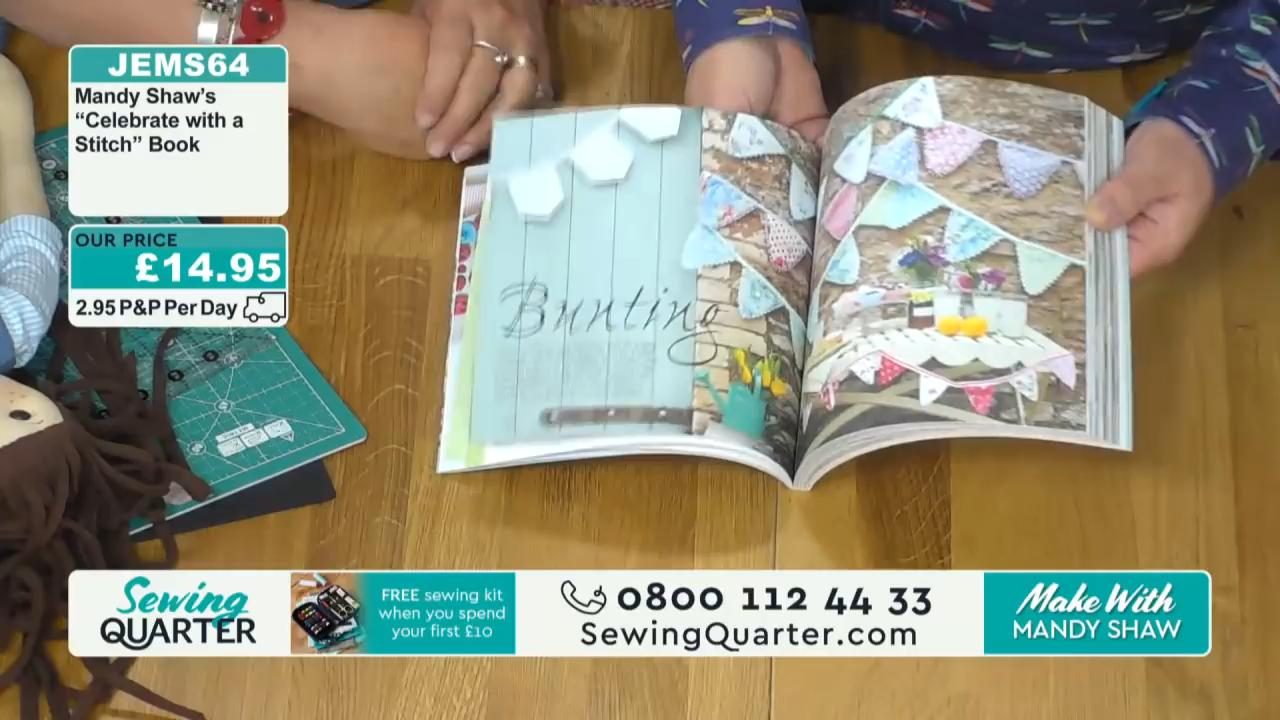 JEMS64
Mandy Shaw's
“Celebrate with a
Stitch” Book
OUR PRICE
£14.95
2.95 P&P Per Day
Bunting
Sewing
QUARTER
FREE sewing kit
when you spend
your first £10
0800 112 44 33
SewingQuarter.com
Make With
MANDY SHAW